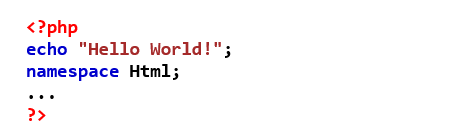 <?php
echo "Hello World!";
namespace Html;
...
?>